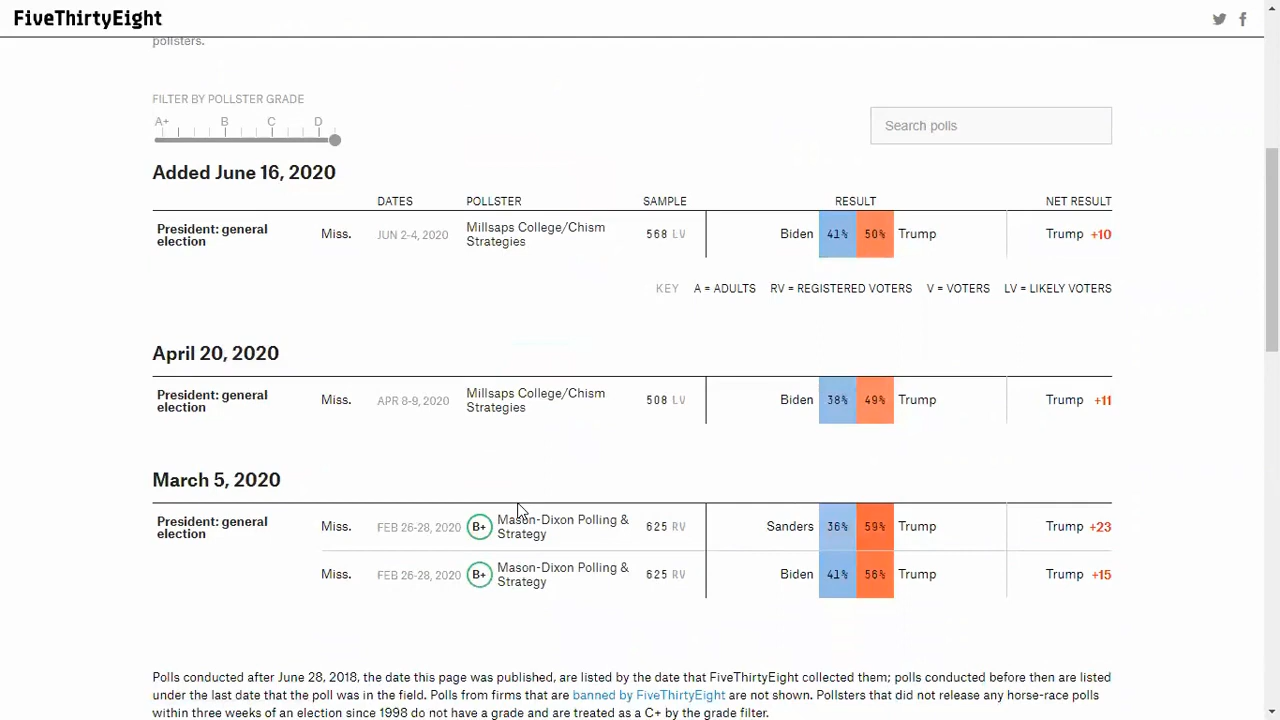 FiveThirtyEight
pollsters.
FILTER BY POLLSTER GRADE
A+ B C D
Search polls
Added June 16, 2020
DATES POLLSTER SAMPLE RESULT NET RESULT
President: general election Miss. JUN 2-4, 2020 Millsaps College/Chism Strategies 568 LV Biden 41% 50% Trump Trump +10
KEY A = ADULTS RV = REGISTERED VOTERS V = VOTERS LV = LIKELY VOTERS
April 20, 2020
President: general election Miss. APR 8-9, 2020 Millsaps College/Chism Strategies 508 LV Biden 38% 49% Trump Trump +11
March 5, 2020
President: general election Miss. FEB 26-28, 2020 B+ Mason-Dixon Polling & Strategy 625 RV Sanders 36% 59% Trump Trump +23
Miss. FEB 26-28, 2020 B+ Mason-Dixon Polling & Strategy 625 RV Biden 41% 56% Trump Trump +15
Polls conducted after June 28, 2018, the date this page was published, are listed by the date that FiveThirtyEight collected them; polls conducted before then are listed
under the last date that the poll was in the field. Polls from firms that are banned by FiveThirtyEight are not shown. Pollsters that did not release any horse-race polls
within three weeks of an election since 1998 do not have a grade and are treated as a C+ by the grade filter.